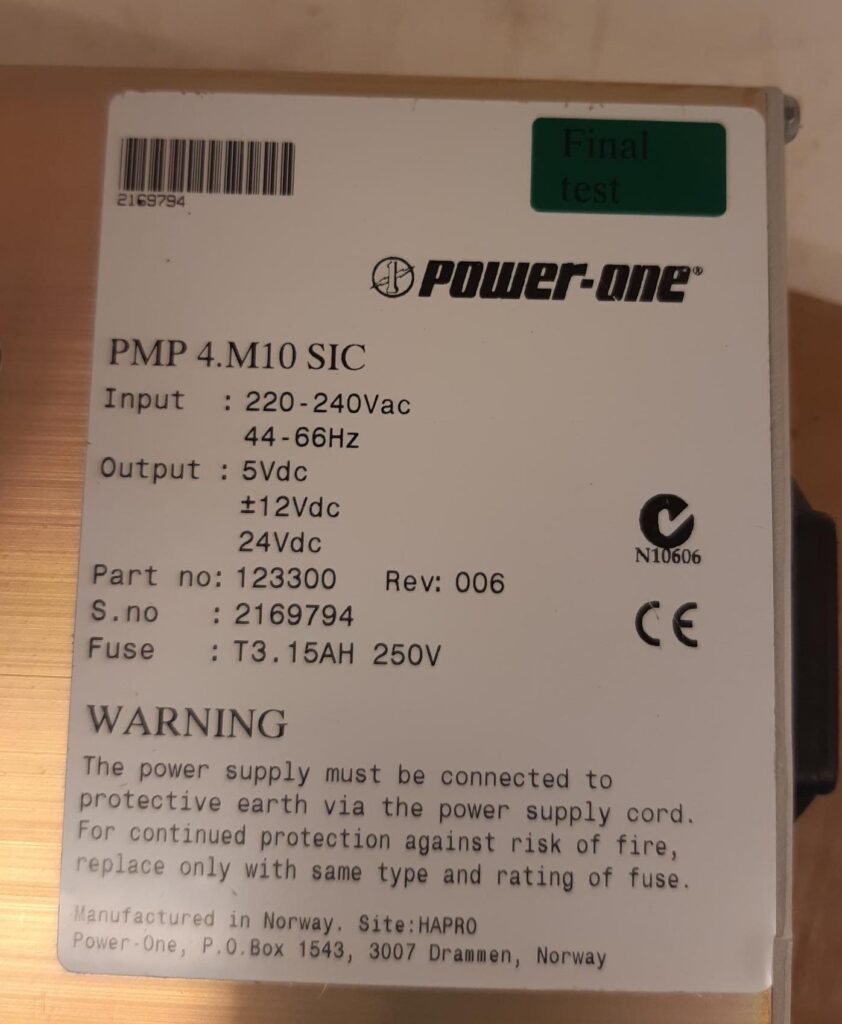 Final
test
2169794
POWER-ONE®
PMP 4.M10 SIC
Input : 220-240Vac
44-66Hz
Output : 5Vdc
±12Vdc
24Vdc
Part no: 123300 Rev: 006
S.no : 2169794
Fuse : T3.15AH 250V
N10606
CE
WARNING
The power supply must be connected to
protective earth via the power supply cord.
For continued protection against risk of fire,
replace only with same type and rating of fuse.
Manufactured in Norway. Site:HAPRO
Power-One, P.O.Box 1543, 3007 Drammen, Norway